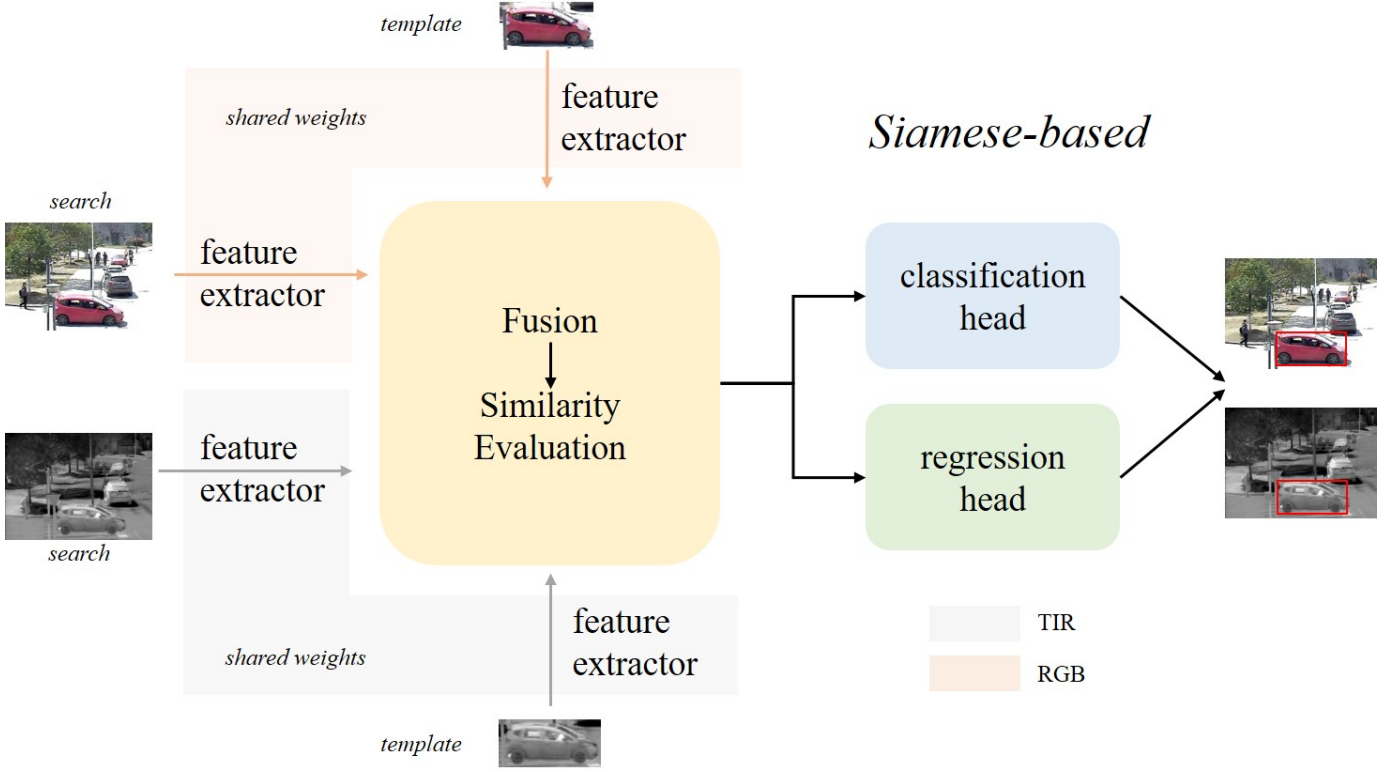 template
feature
extractor
shared weights
Siamese-based
search
feature
extractor
Fusion
Similarity
Evaluation
classification
head
feature
extractor
search
regression
head
shared weights
feature
extractor
template
TIR
RGB